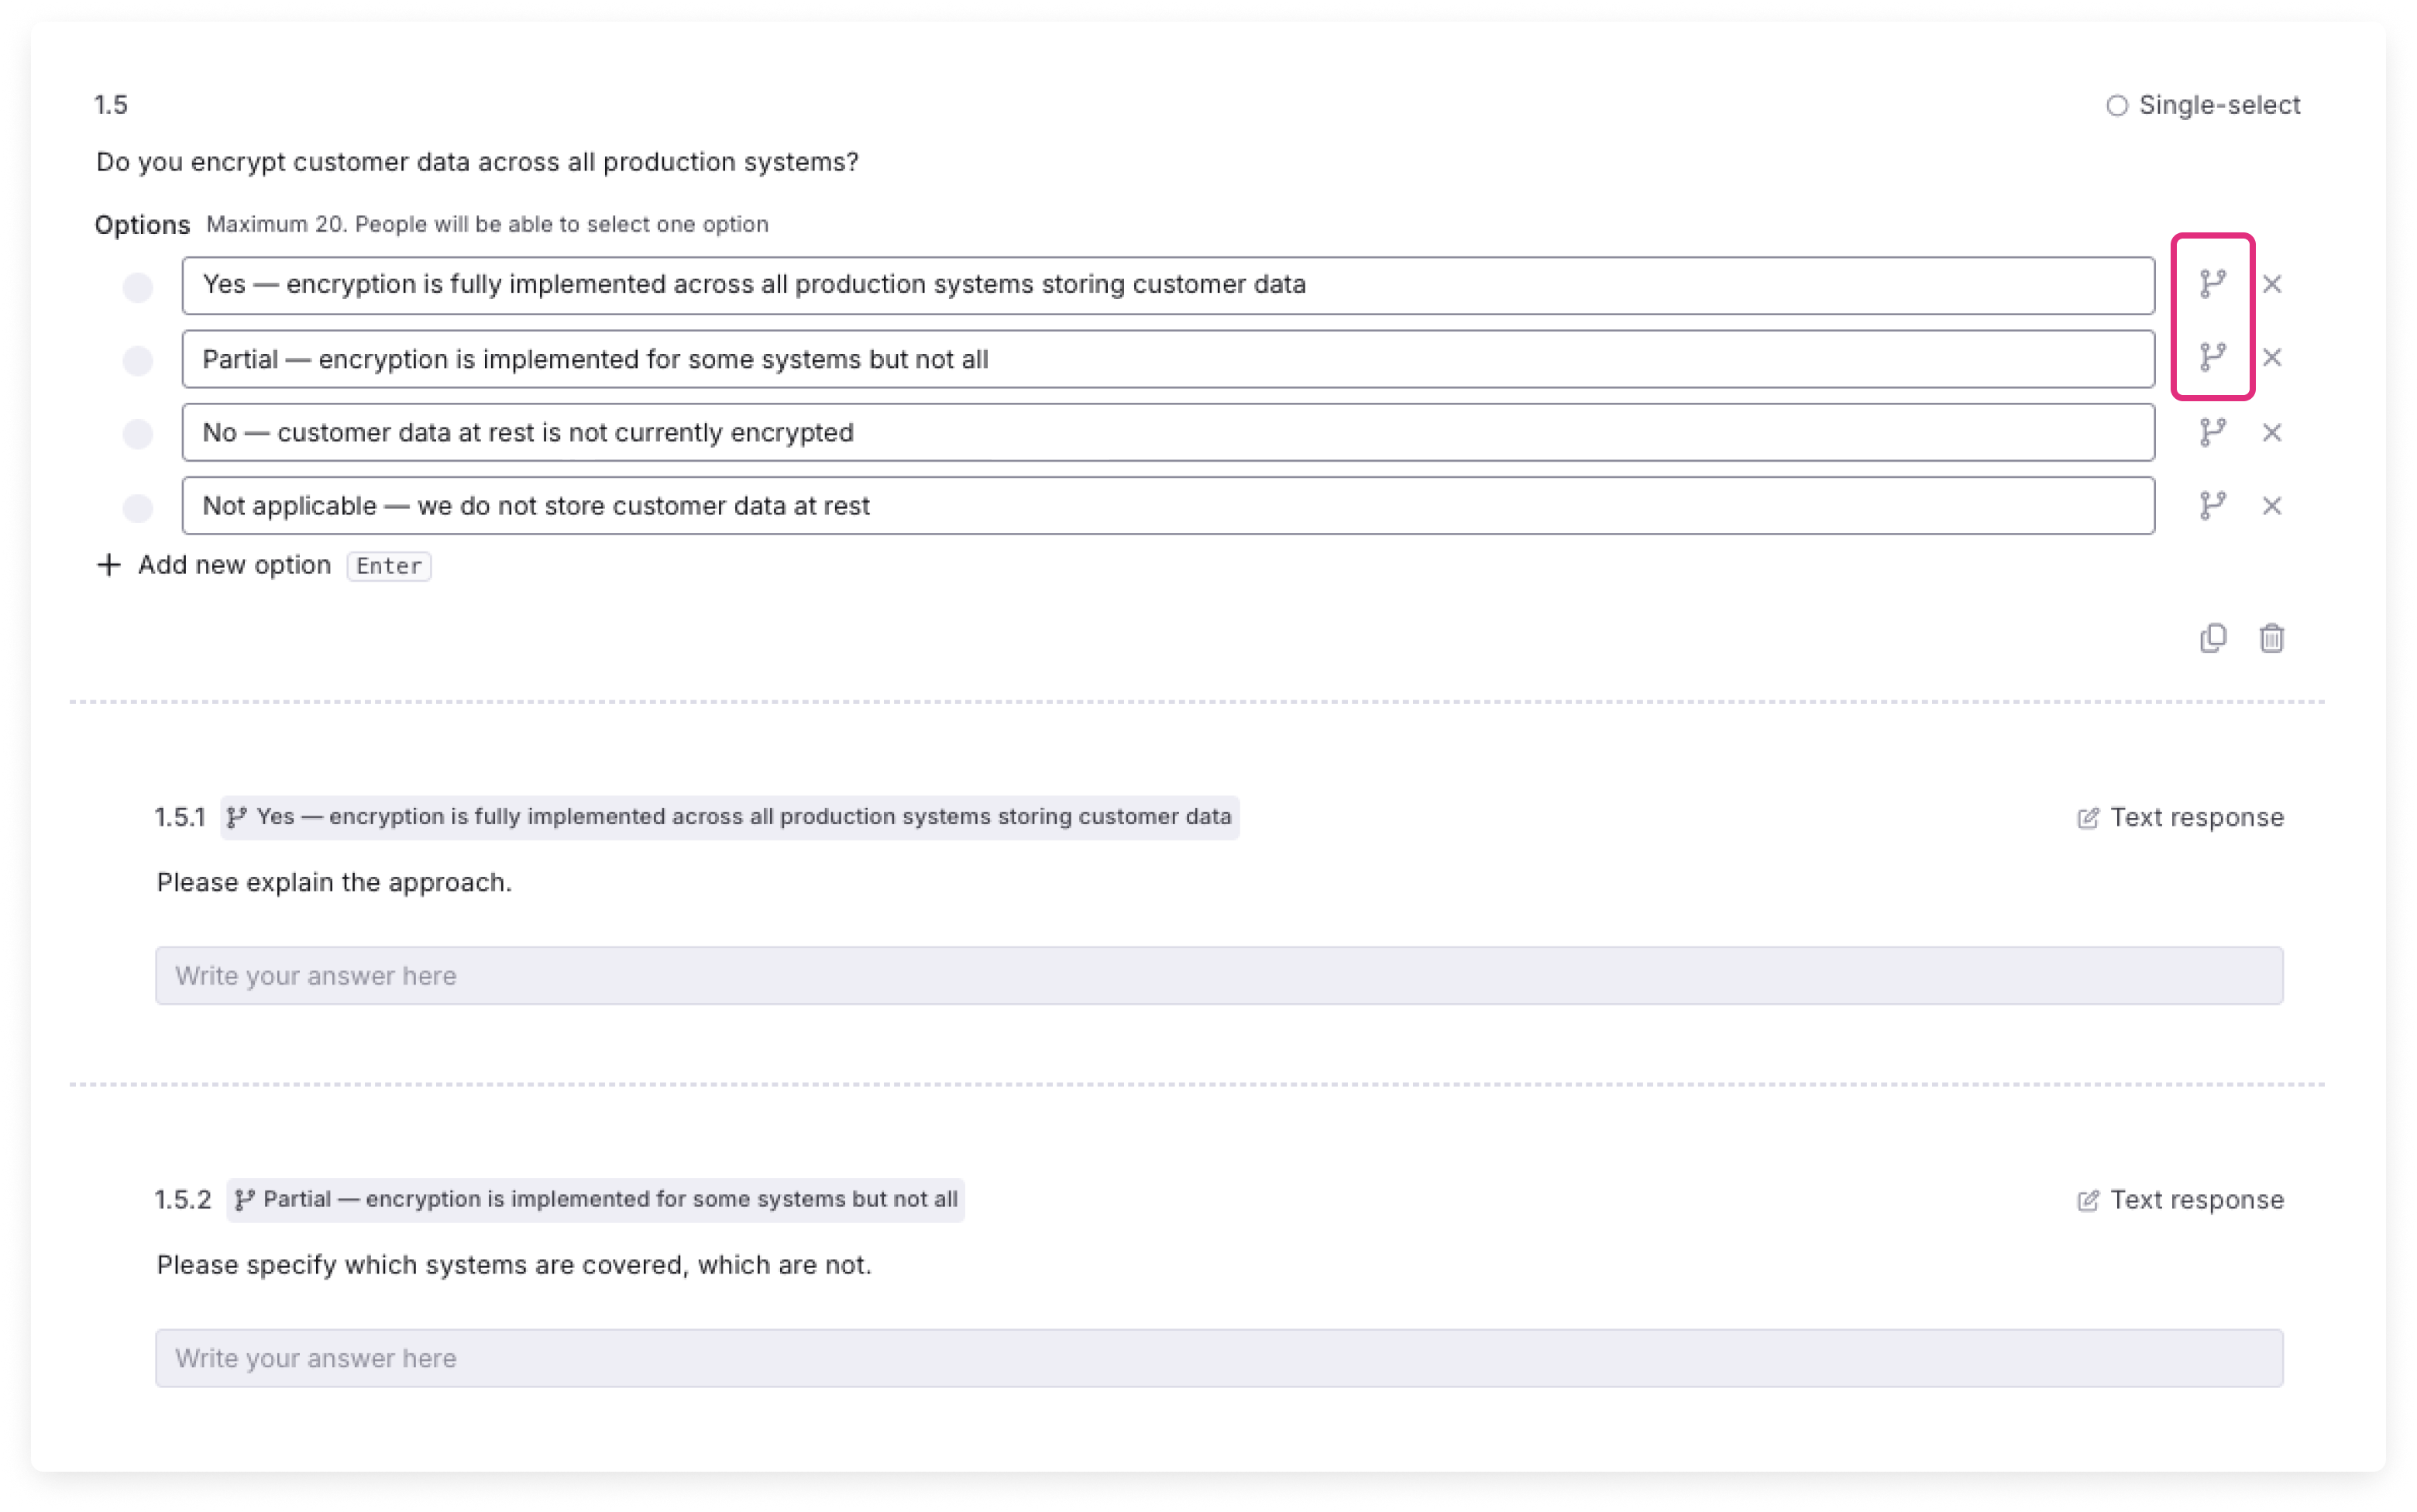 1.5
Single-select
Do you encrypt customer data across all production systems?
Options Maximum 20. People will be able to select one option
Yes — encryption is fully implemented across all production systems storing customer data
Partial — encryption is implemented for some systems but not all
No — customer data at rest is not currently encrypted
Not applicable — we do not store customer data at rest
Add new option Enter
1.5.1 Yes — encryption is fully implemented across all production systems storing customer data
Text response
Please explain the approach.
Write your answer here
1.5.2 Partial — encryption is implemented for some systems but not all
Text response
Please specify which systems are covered, which are not.
Write your answer here